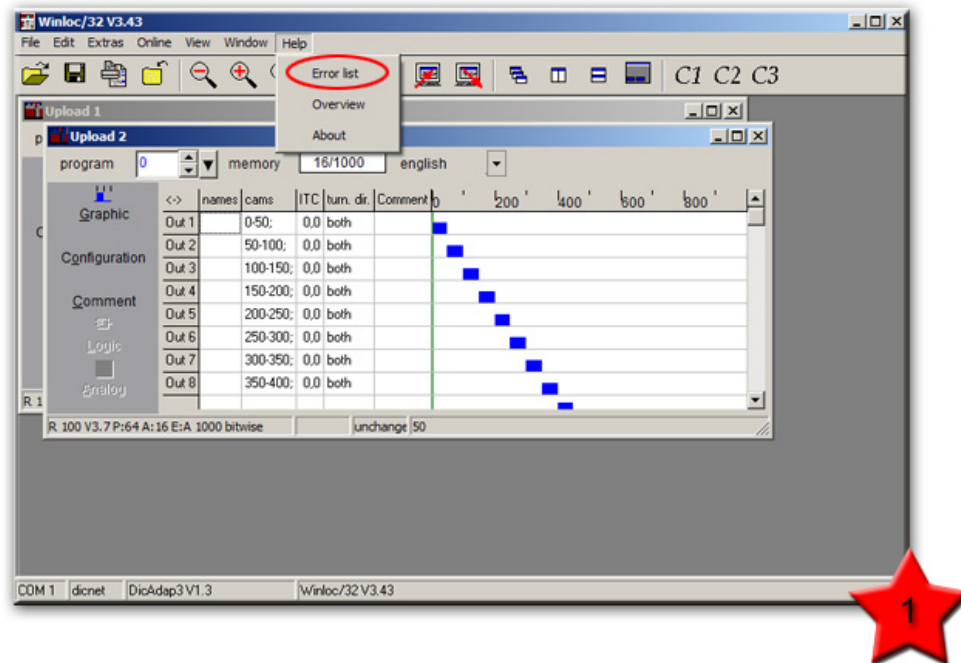 Winloc/32 V3.43
File Edit Extras Online View Window Help
Error list
Overview
About
C1 C2 C3
Upload 1
Upload 2
program 0 memory 16/1000 english
<-> names cams ITC turn. dir. Comment 0 200 400 600 800
Graphic
Configuration
Comment
Logic
Analog
Out 1 0-50; 0,0 both
Out 2 50-100; 0,0 both
Out 3 100-150; 0,0 both
Out 4 150-200; 0,0 both
Out 5 200-250; 0,0 both
Out 6 250-300; 0,0 both
Out 7 300-350; 0,0 both
Out 8 350-400; 0,0 both
R 1
R 100 V3.7 P:64 A:16 E:A 1000 bitwise unchange 50
COM 1 dicnet DicAdap3 V1.3 Winloc/32 V3.43
1